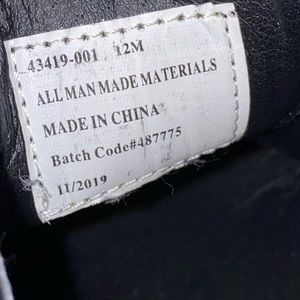 43419-001 12M
ALL MAN MADE MATERIALS
MADE IN CHINA
Batch Code#487775
11/2019